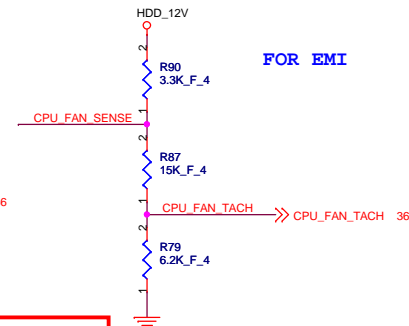 HDD_12V
2
R90
3.3K_F_4
FOR EMI
1
CPU_FAN_SENSE
2
R87
15K_F_4
6
1
CPU_FAN_TACH
CPU_FAN_TACH 36
2
R79
6.2K_F_4
1